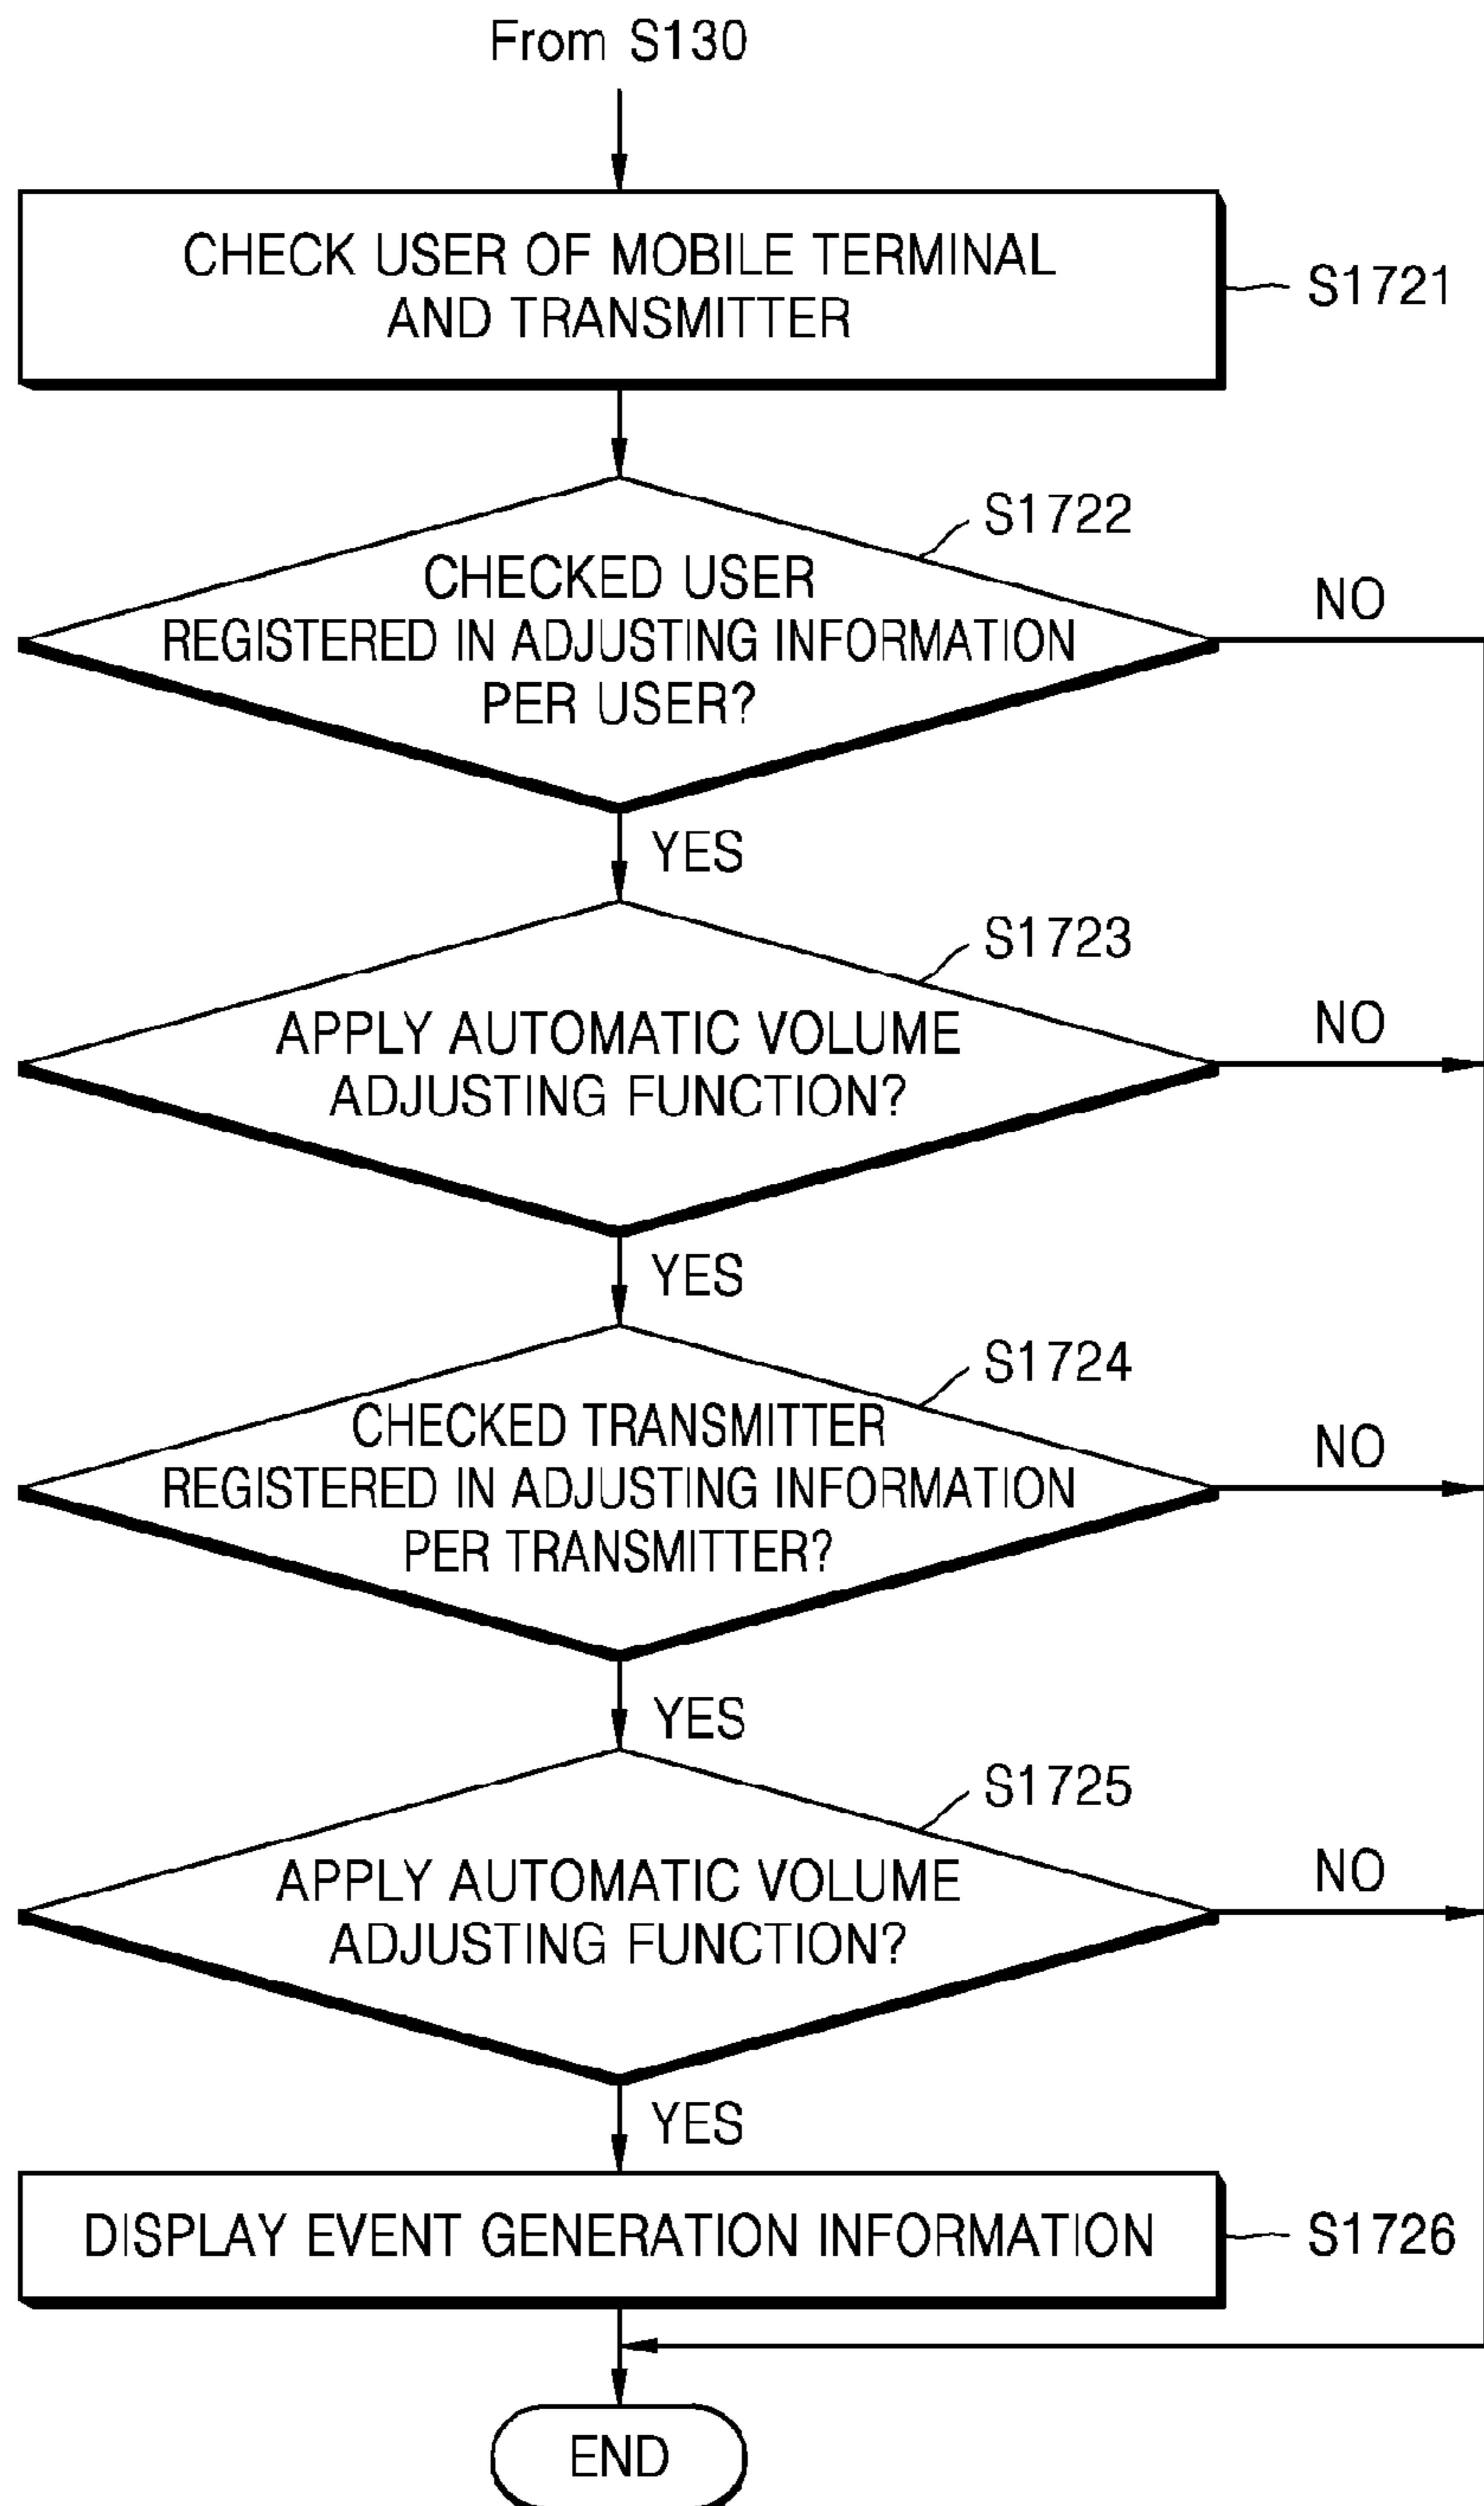 From S130
CHECK USER OF MOBILE TERMINAL
AND TRANSMITTER
S1721
S1722
CHECKED USER
REGISTERED IN ADJUSTING INFORMATION
PER USER?
NO
YES
S1723
APPLY AUTOMATIC VOLUME
ADJUSTING FUNCTION?
NO
YES
S1724
CHECKED TRANSMITTER
REGISTERED IN ADJUSTING INFORMATION
PER TRANSMITTER?
NO
YES
S1725
APPLY AUTOMATIC VOLUME
ADJUSTING FUNCTION?
NO
YES
DISPLAY EVENT GENERATION INFORMATION
S1726
END